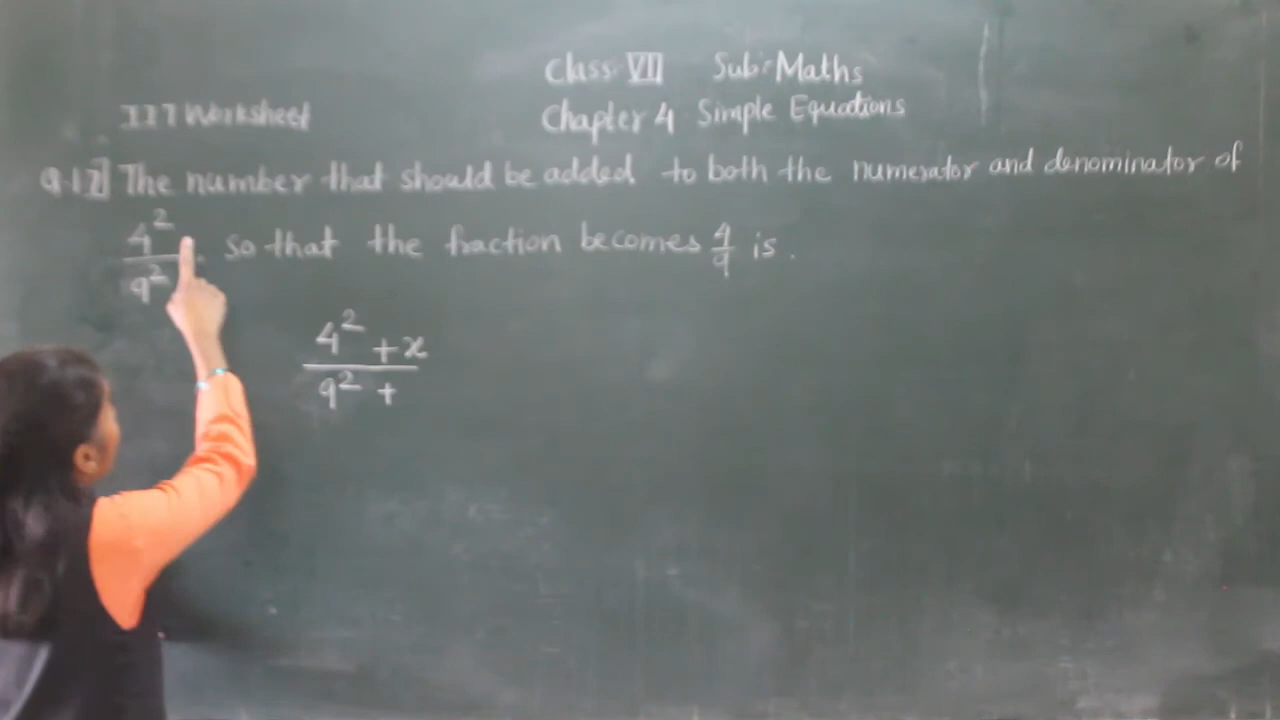 Class: VII Sub: Maths
IIT Worksheet
Chapter 4 Simple Equations
Q.17] The number that should be added to both the numerator and denominator of
4²/9² so that the fraction becomes 4/9 is.
4² + x
9² +